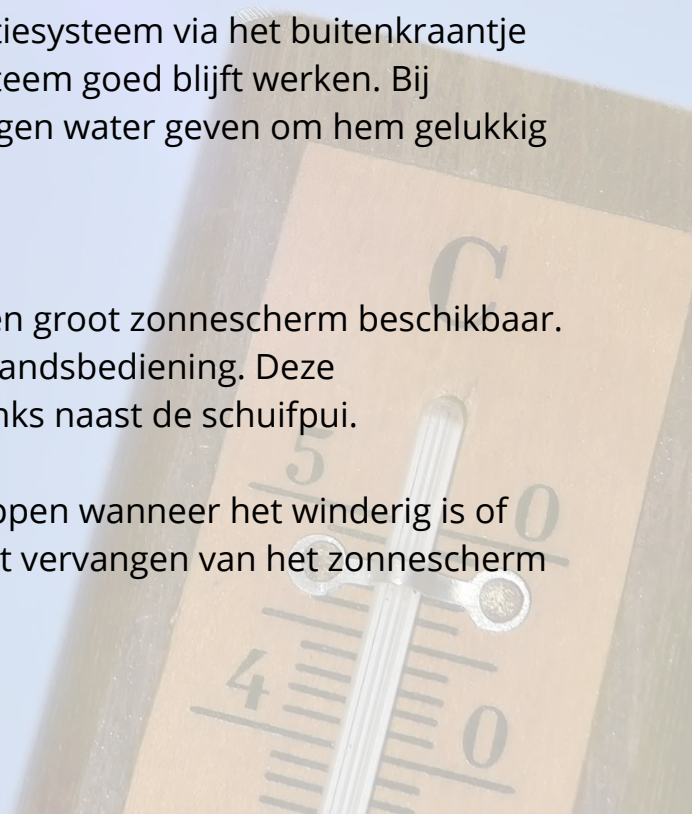 tiesysteem via het buitenkraantje
teem goed blijft werken. Bij
gen water geven om hem gelukkig
C
en groot zonnescherm beschikbaar.
andsbediening. Deze
nks naast de schuifpui.
5 0
ppen wanneer het winderig is of
t vervangen van het zonnescherm
4 0